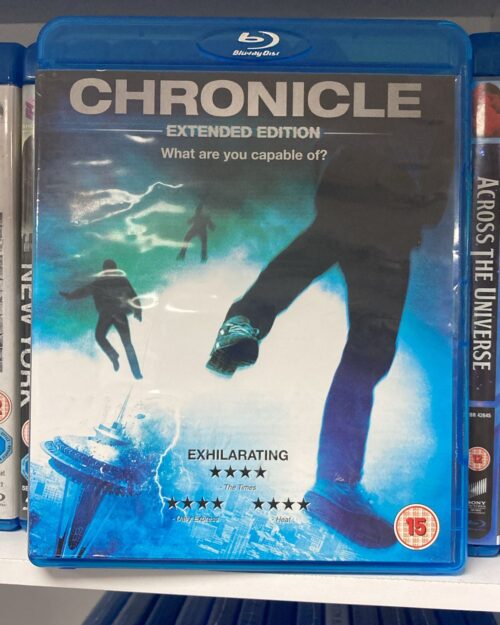 Blu-ray Disc
CHRONICLE
EXTENDED EDITION
What are you capable of?
EXHILARATING
★★★★
- The Times
★★★★ ★★★★
- Daily Express - Heat
15
NEW YORK
ACROSS THE UNIVERSE
SONY